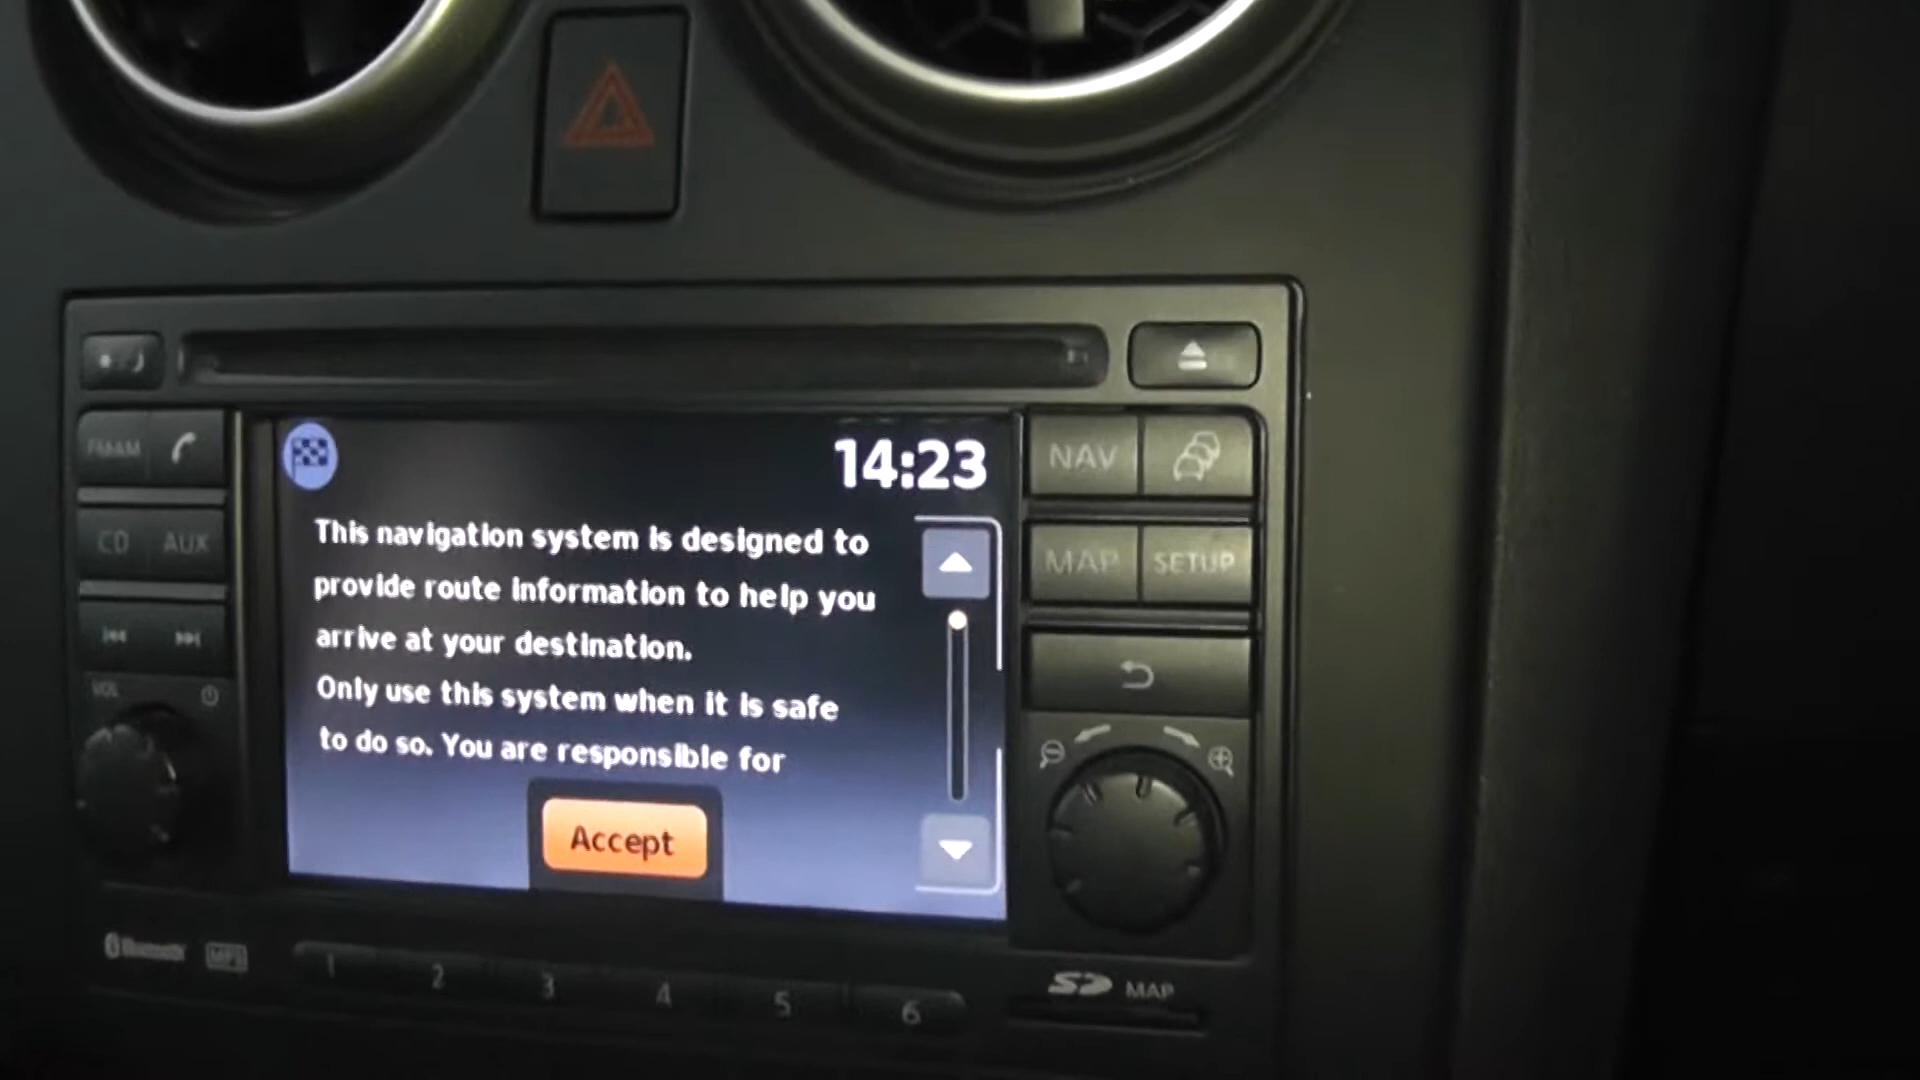 FM·AM
CD AUX
VOL
14:23
This navigation system is designed to
provide route information to help you
arrive at your destination.
Only use this system when it is safe
to do so. You are responsible for
Accept
NAV
MAP SETUP
Bluetooth MP3
1 2 3 4 5 6
SD MAP